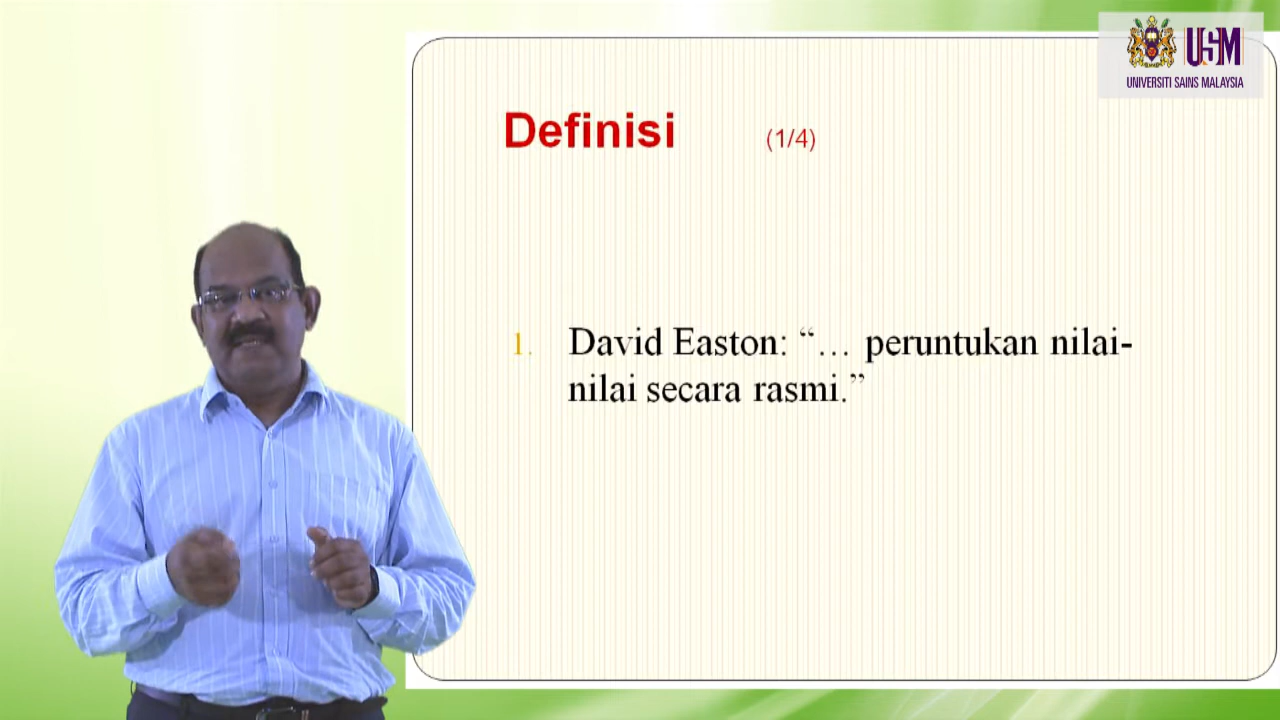 USM
UNIVERSITI SAINS MALAYSIA
Definisi (1/4)
1. David Easton: “… peruntukan nilai-
nilai secara rasmi.”